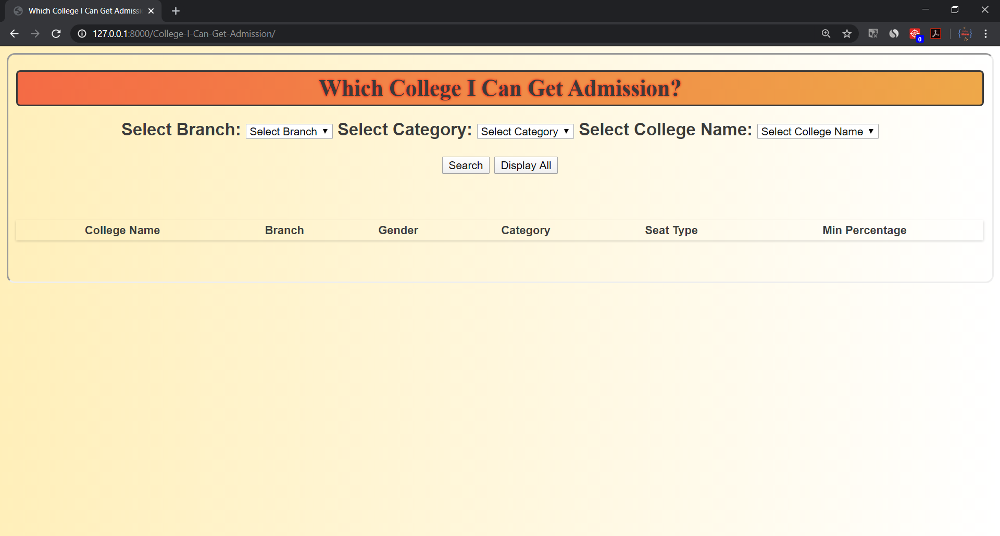 Which College I Can Get Admissi
127.0.0.1:8000/College-I-Can-Get-Admission/
0
Which College I Can Get Admission?
Select Branch: Select Branch Select Category: Select Category Select College Name: Select College Name
Search Display All
College Name Branch Gender Category Seat Type Min Percentage